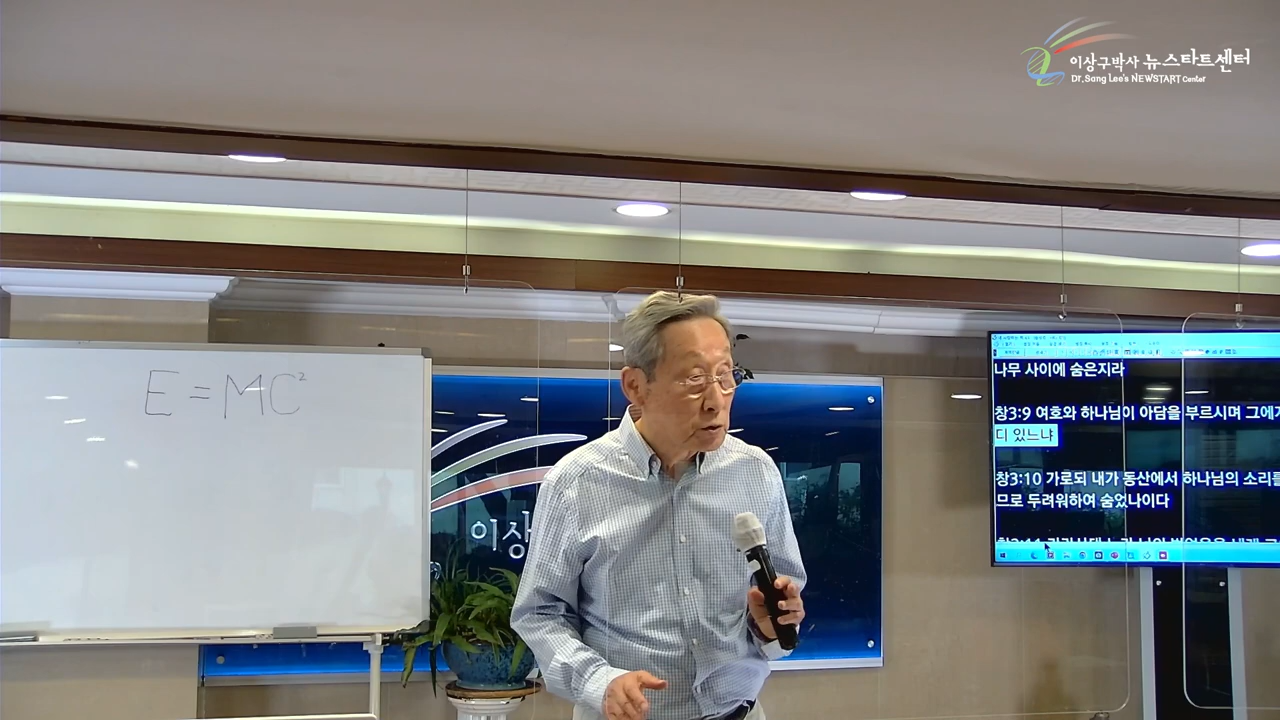 이상구박사 뉴스타트센터
Dr. Sang Lee's NEWSTART Center
E = MC²
이상
나무 사이에 숨은지라
창3:9 여호와 하나님이 아담을 부르시며 그에게
디 있느냐
창3:10 가로되 내가 동산에서 하나님의 소리를
므로 두려워하여 숨었나이다